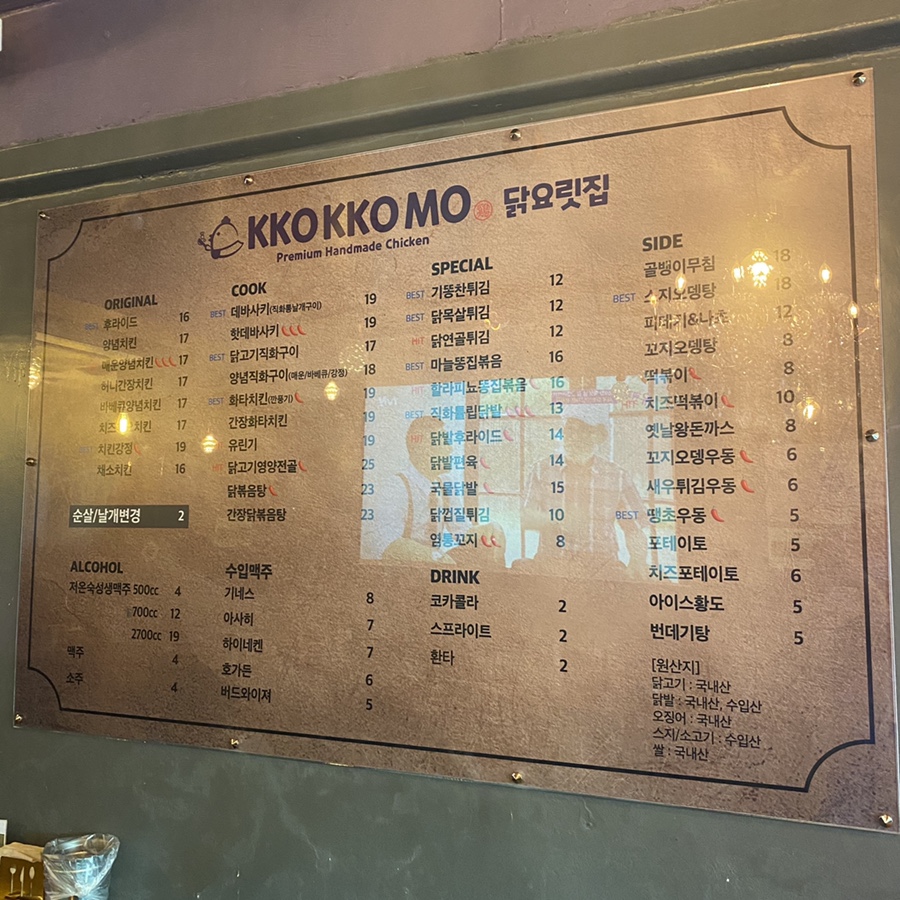 KKOKKOMO 닭요릿집
Premium Handmade Chicken
ORIGINAL
BEST 후라이드 16
양념치킨 17
매운양념치킨 17
허니간장치킨 17
바베큐양념치킨 17
17
치킨강정 19
채소치킨 16
순살/날개변경 2
COOK
BEST 데바사키(직화통날개구이) 19
핫데바사키 19
BEST 닭고기직화구이 17
양념직화구이(매운/바베큐/강정) 18
BEST 화타치킨(깐풍기) 19
간장화타치킨 19
유린기 19
HIT 닭고기영양전골 25
닭볶음탕 23
간장닭볶음탕 23
SPECIAL
BEST 기똥찬튀김 12
BEST 닭목살튀김 12
HIT 닭연골튀김 12
BEST 마늘똥집볶음 16
HIT 할라피뇨똥집볶음 16
BEST 직화튤립닭발 13
HIT 닭발후라이드 14
닭발편육 14
국물닭발 15
닭껍질튀김 10
염통꼬지 8
SIDE
골뱅이무침 18
BEST 스지오뎅탕 18
12
꼬지오뎅탕 8
떡볶이 8
치즈떡볶이 10
옛날왕돈까스 8
꼬지오뎅우동 6
새우튀김우동 6
BEST 땡초우동 5
포테이토 5
치즈포테이토 6
아이스황도 5
번데기탕 5
ALCOHOL
저온숙성생맥주 500cc 4
700cc 12
2700cc 19
맥주 4
소주 4
수입맥주
기네스 8
아사히 7
하이네켄 7
호가든 6
버드와이져 5
DRINK
코카콜라 2
스프라이트 2
환타 2
[원산지]
닭고기 : 국내산
닭발 : 국내산, 수입산
오징어 : 국내산
스지/소고기 : 수입산
쌀 : 국내산